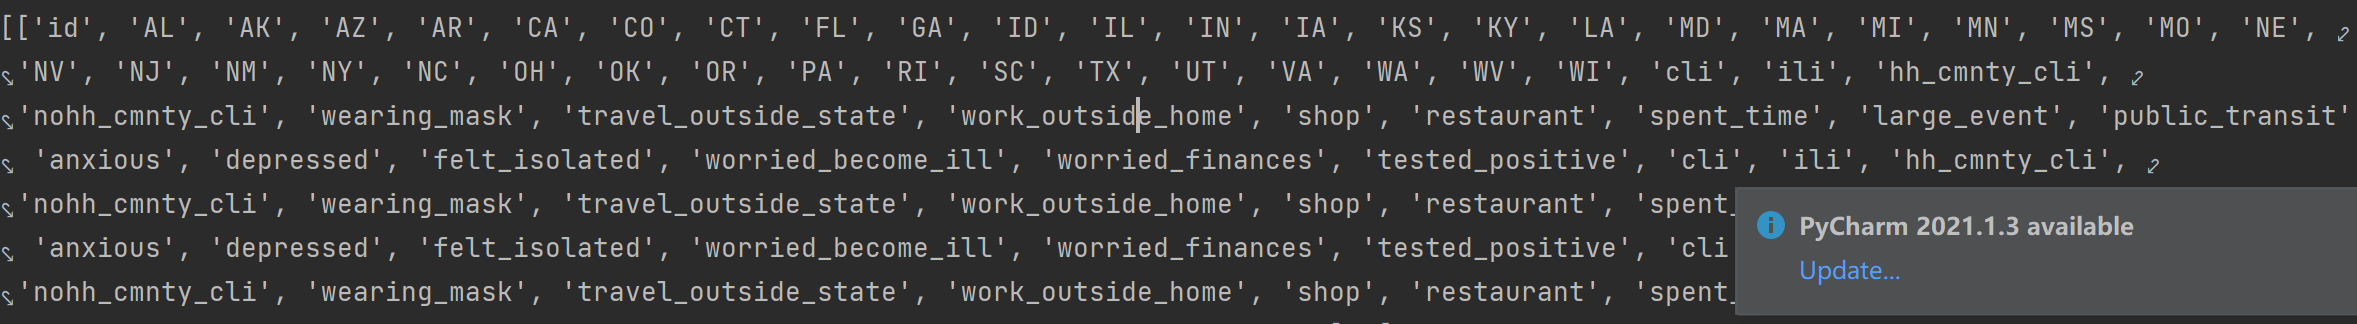 [['id', 'AL', 'AK', 'AZ', 'AR', 'CA', 'CO', 'CT', 'FL', 'GA', 'ID', 'IL', 'IN', 'IA', 'KS', 'KY', 'LA', 'MD', 'MA', 'MI', 'MN', 'MS', 'MO', 'NE',
'NV', 'NJ', 'NM', 'NY', 'NC', 'OH', 'OK', 'OR', 'PA', 'RI', 'SC', 'TX', 'UT', 'VA', 'WA', 'WV', 'WI', 'cli', 'ili', 'hh_cmnty_cli',
'nohh_cmnty_cli', 'wearing_mask', 'travel_outside_state', 'work_outside_home', 'shop', 'restaurant', 'spent_time', 'large_event', 'public_transit'
'anxious', 'depressed', 'felt_isolated', 'worried_become_ill', 'worried_finances', 'tested_positive', 'cli', 'ili', 'hh_cmnty_cli',
'nohh_cmnty_cli', 'wearing_mask', 'travel_outside_state', 'work_outside_home', 'shop', 'restaurant', 'spent_
'anxious', 'depressed', 'felt_isolated', 'worried_become_ill', 'worried_finances', 'tested_positive', 'cli
'nohh_cmnty_cli', 'wearing_mask', 'travel_outside_state', 'work_outside_home', 'shop', 'restaurant', 'spent_
PyCharm 2021.1.3 available
Update...